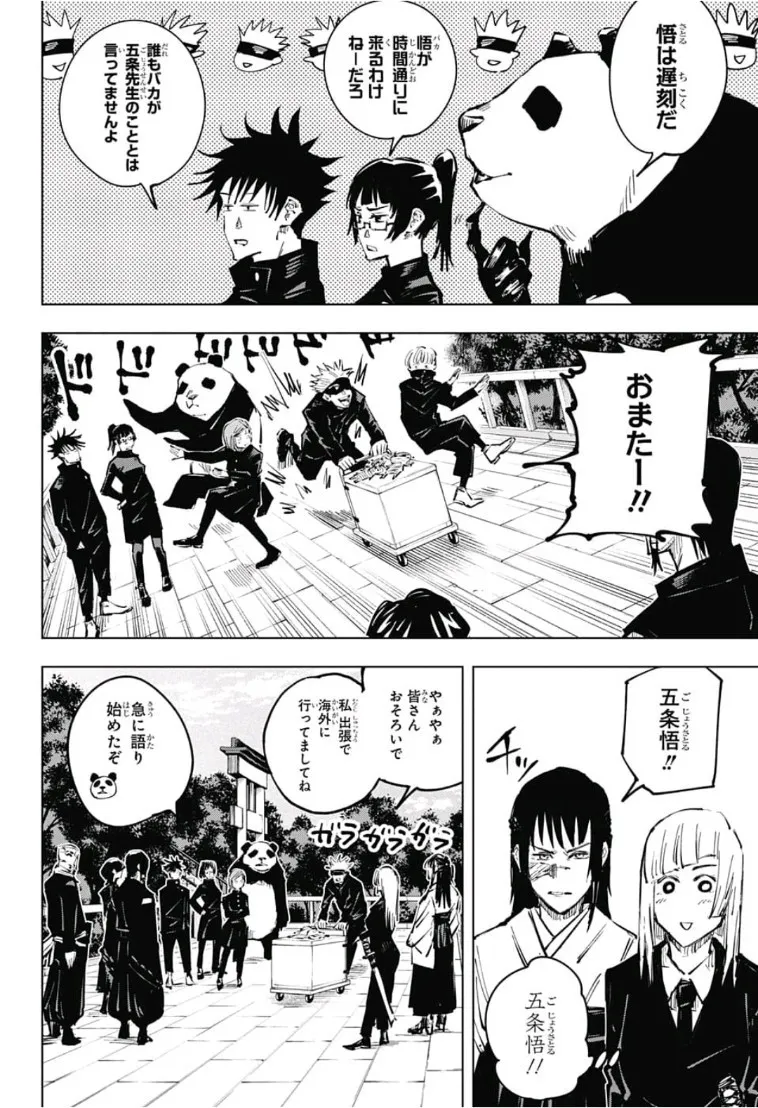 悟は
遅刻だ
悟が
時間通りに
来るわけ
ねーだろ
誰もバカが
五条先生のこととは
言ってませんよ
おまたー!!
ドドドド
五条悟!!
チッ
五条悟!!
やぁやぁ
皆さん
おそろいで
私出張で
海外に
行ってましてね
ガラガラガラ
急に語り
始めたぞ